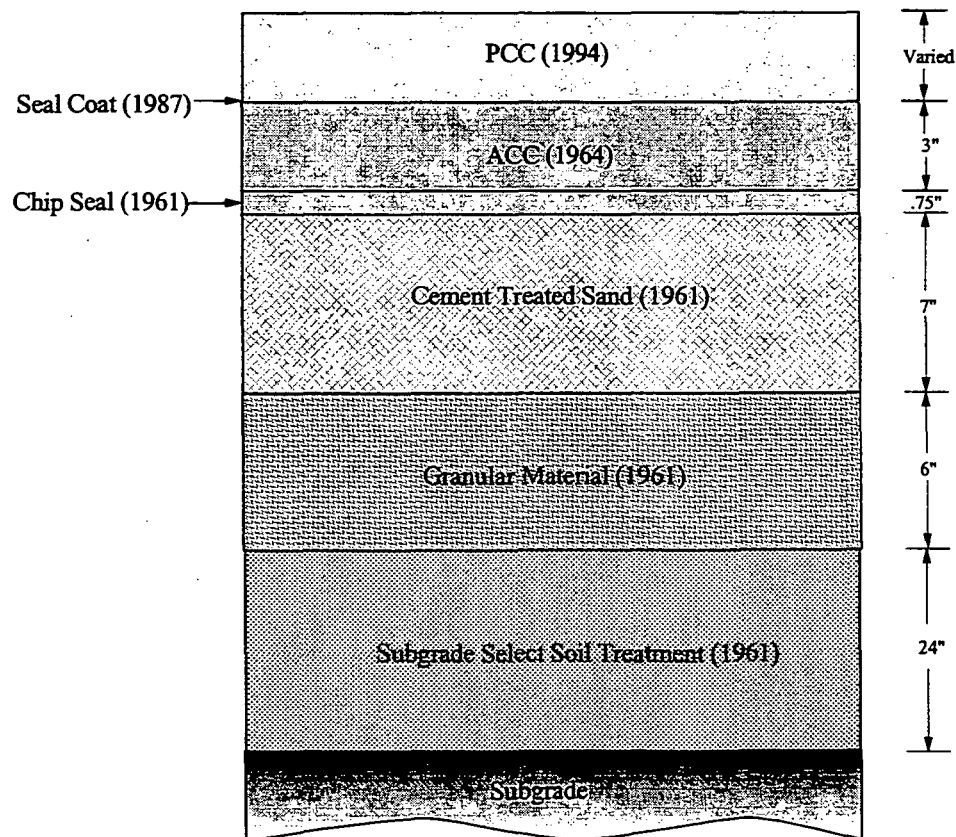 PCC (1994)
Varied
Seal Coat (1987)
ACC (1964)
3"
Chip Seal (1961)
.75"
Cement Treated Sand (1961)
7"
Granular Material (1961)
6"
Subgrade Select Soil Treatment (1961)
24"
Subgrade